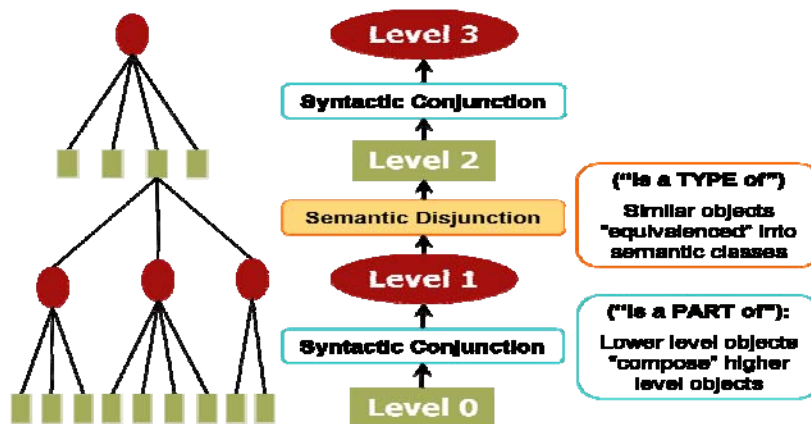 Level 3
Syntactic Conjunction
Level 2
Semantic Disjunction
Level 1
Syntactic Conjunction
Level 0
("Is a TYPE of")
Similar objects
"equivalenced" into
semantic classes
("Is a PART of"):
Lower level objects
"compose" higher
level objects